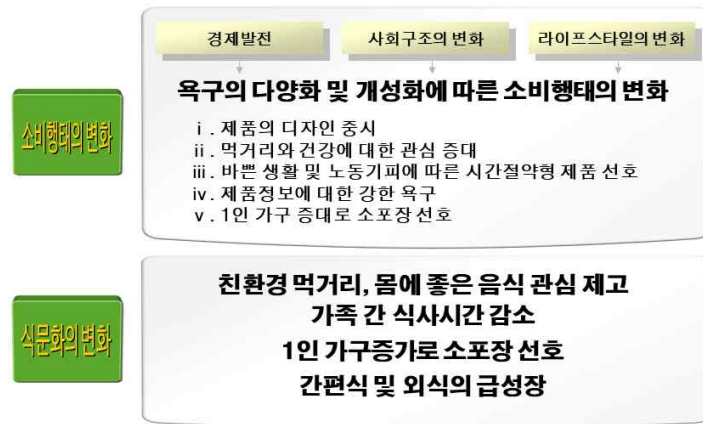 경제발전
사회구조의 변화
라이프스타일의 변화
소비행태의 변화
욕구의 다양화 및 개성화에 따른 소비행태의 변화
ⅰ. 제품의 디자인 중시
ⅱ. 먹거리와 건강에 대한 관심 증대
ⅲ. 바쁜 생활 및 노동기피에 따른 시간절약형 제품 선호
ⅳ. 제품정보에 대한 강한 욕구
ⅴ. 1인 가구 증대로 소포장 선호
식문화의 변화
친환경 먹거리, 몸에 좋은 음식 관심 제고
가족 간 식사시간 감소
1인 가구증가로 소포장 선호
간편식 및 외식의 급성장